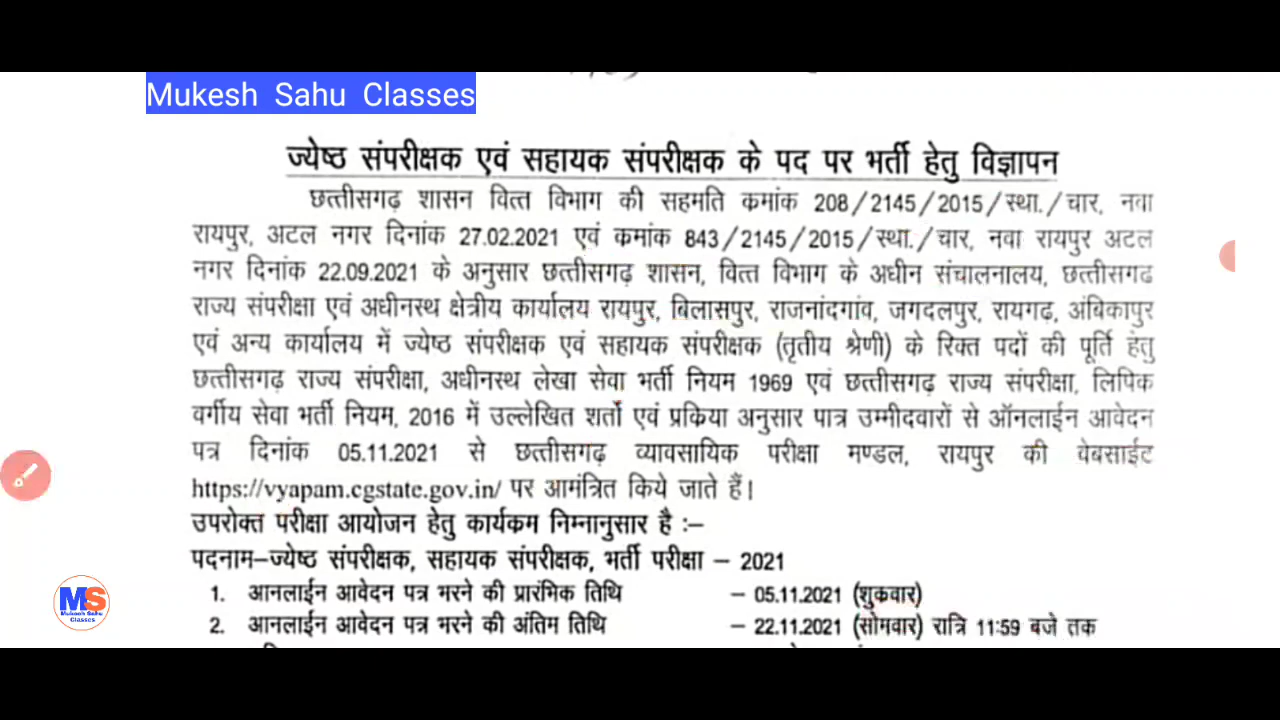 Mukesh Sahu Classes
ज्येष्ठ संपरीक्षक एवं सहायक संपरीक्षक के पद पर भर्ती हेतु विज्ञापन
छत्तीसगढ़ शासन वित्त विभाग की सहमति कमांक 208/2145/2015/स्था./चार, नवा
रायपुर, अटल नगर दिनांक 27.02.2021 एवं कमांक 843/2145/2015/स्था./चार, नवा रायपुर अटल
नगर दिनांक 22.09.2021 के अनुसार छत्तीसगढ़ शासन, वित्त विभाग के अधीन संचालनालय, छत्तीसगढ
राज्य संपरीक्षा एवं अधीनस्थ क्षेत्रीय कार्यालय रायपुर, बिलासपुर, राजनांदगांव, जगदलपुर, रायगढ़, अंबिकापुर
एवं अन्य कार्यालय में ज्येष्ठ संपरीक्षक एवं सहायक संपरीक्षक (तृतीय श्रेणी) के रिक्त पदों की पूर्ति हेतु
छत्तीसगढ़ राज्य संपरीक्षा, अधीनस्थ लेखा सेवा भर्ती नियम 1969 एवं छत्तीसगढ़ राज्य संपरीक्षा, लिपिक
वर्गीय सेवा भर्ती नियम, 2016 में उल्लेखित शर्तो एवं प्रकिया अनुसार पात्र उम्मीदवारों से ऑनलाईन आवेदन
पत्र दिनांक 05.11.2021 से छत्तीसगढ़ व्यावसायिक परीक्षा मण्डल, रायपुर की वेबसाईट
https://vyapam.cgstate.gov.in/ पर आमंत्रित किये जाते हैं।
उपरोक्त परीक्षा आयोजन हेतु कार्यकम निम्नानुसार है :–
पदनाम–ज्येष्ठ संपरीक्षक, सहायक संपरीक्षक, भर्ती परीक्षा – 2021
1. आनलाईन आवेदन पत्र भरने की प्रारंभिक तिथि – 05.11.2021 (शुकवार)
2. आनलाईन आवेदन पत्र भरने की अंतिम तिथि – 22.11.2021 (सोमवार) रात्रि 11:59 बजे तक
MS
Mukesh Sahu
Classes